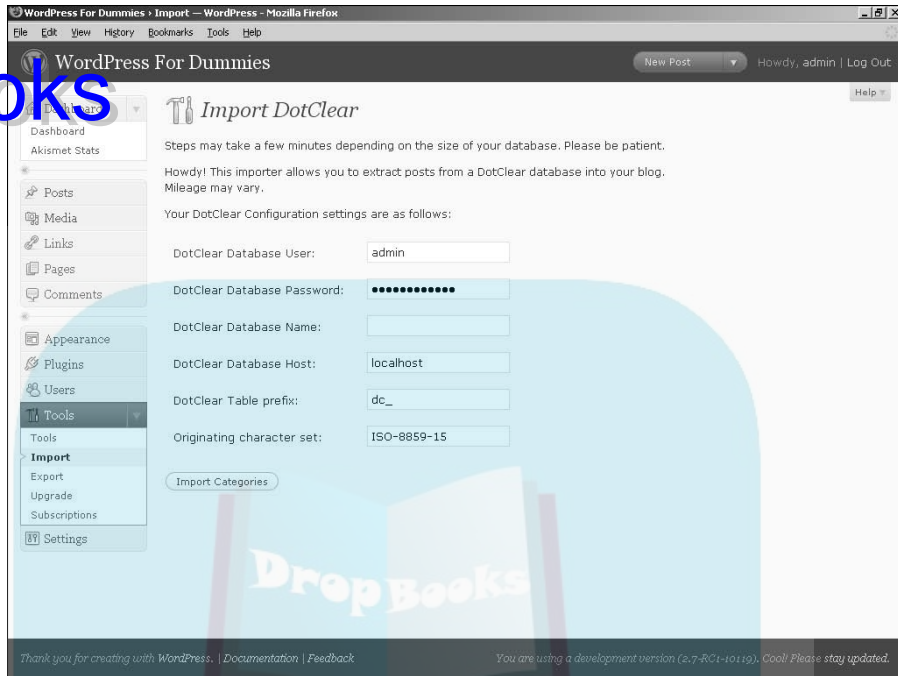 WordPress For Dummies › Import — WordPress - Mozilla Firefox
File Edit View History Bookmarks Tools Help
WordPress For Dummies New Post Howdy, admin | Log Out
oks
Help
Dashboard
Import DotClear
Dashboard
Akismet Stats
Steps may take a few minutes depending on the size of your database. Please be patient.
Howdy! This importer allows you to extract posts from a DotClear database into your blog.
Mileage may vary.
Your DotClear Configuration settings are as follows:
Posts
Media
Links
Pages
Comments
Appearance
Plugins
Users
Tools
Tools
Import
Export
Upgrade
Subscriptions
Settings
DotClear Database User: admin
DotClear Database Password: ••••••••••••
DotClear Database Name:
DotClear Database Host: localhost
DotClear Table prefix: dc_
Originating character set: ISO-8859-15
Import Categories
DropBooks
Thank you for creating with WordPress. | Documentation | Feedback You are using a development version (2.7-RC1-10119). Cool! Please stay updated.